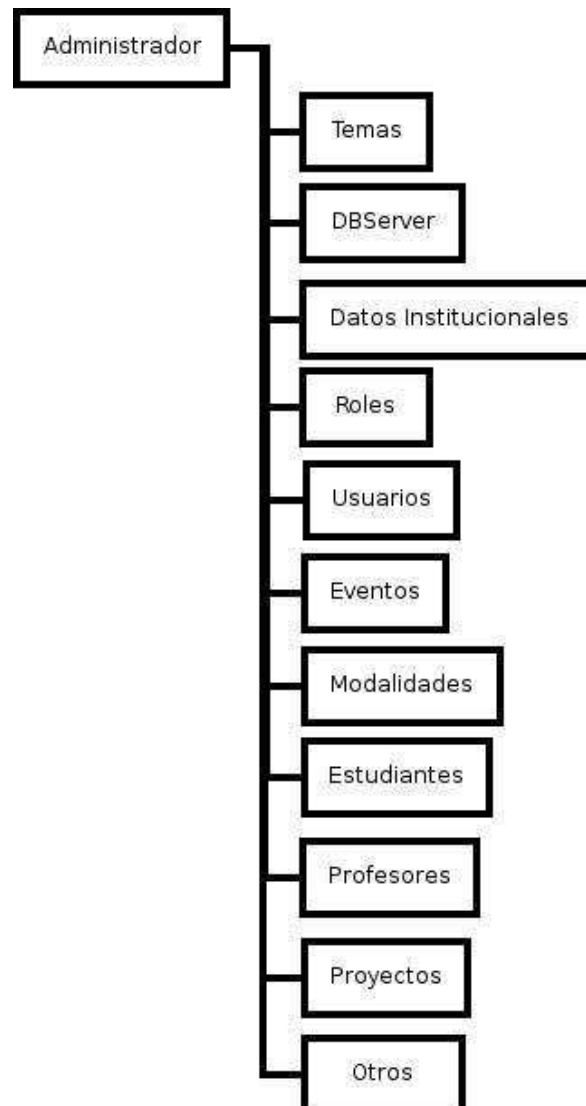 Administrador
Temas
DBServer
Datos Institucionales
Roles
Usuarios
Eventos
Modalidades
Estudiantes
Profesores
Proyectos
Otros